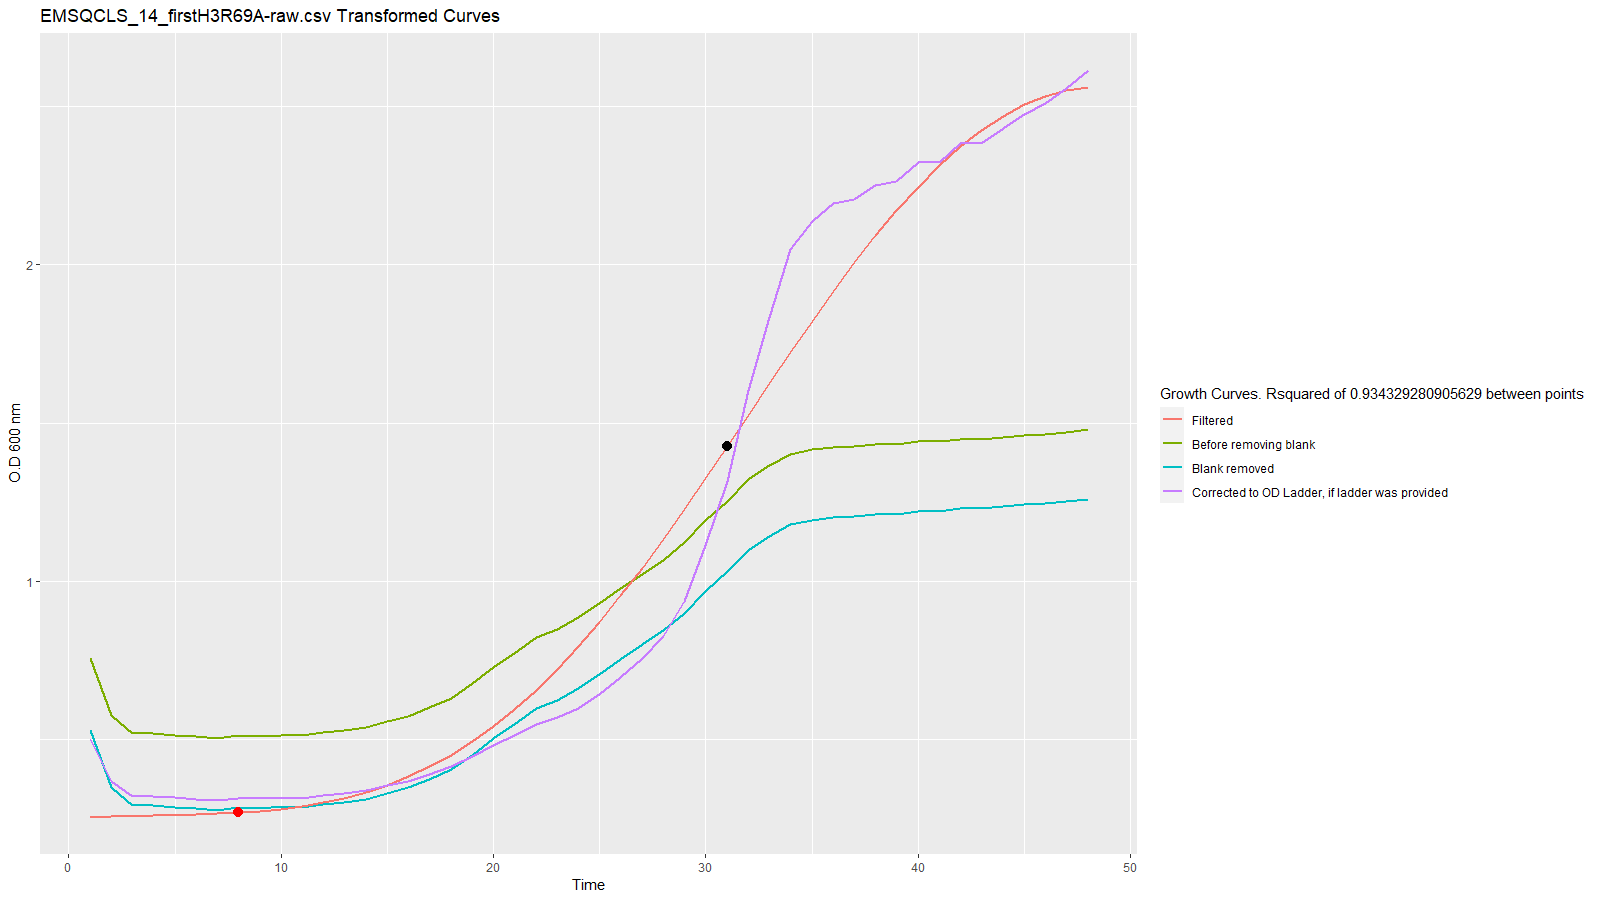 EMSQCLS_14_firstH3R69A-raw.csv Transformed Curves
O.D 600 nm
2
1
0
10
20
30
40
50
Time
Growth Curves. Rsquared of 0.934329280905629 between points
Filtered
Before removing blank
Blank removed
Corrected to OD Ladder, if ladder was provided